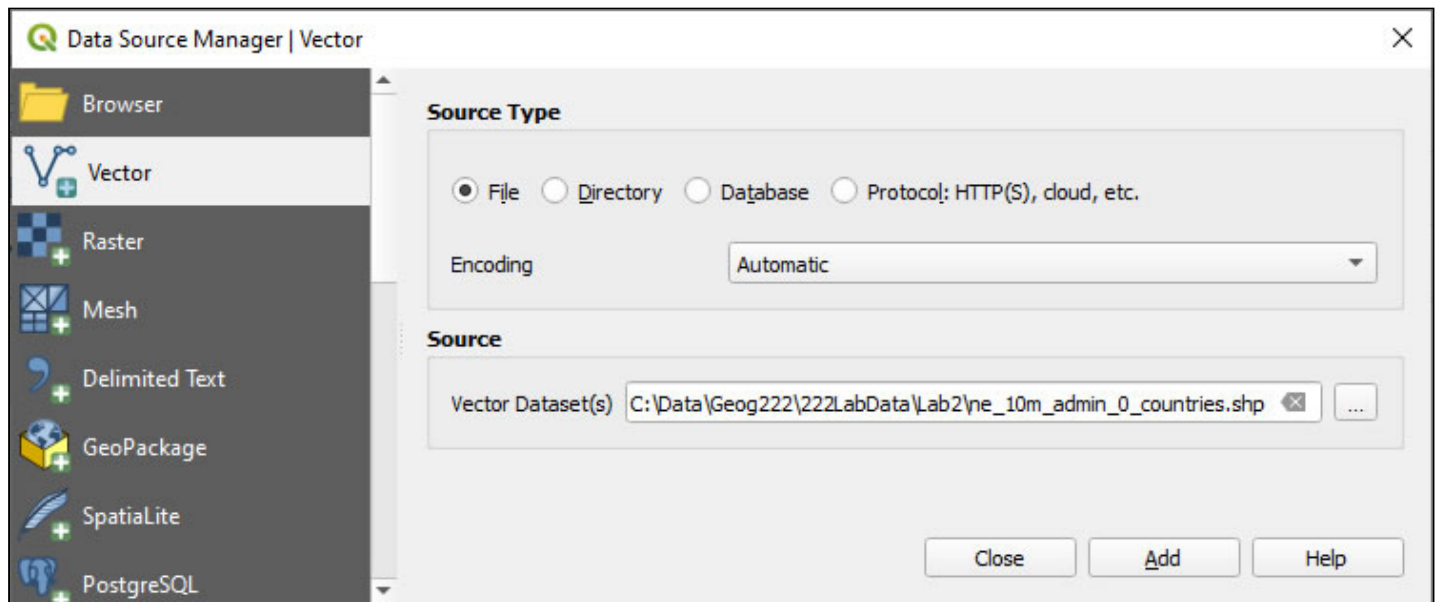 Data Source Manager | Vector
Browser
Vector
Raster
Mesh
Delimited Text
GeoPackage
SpatiaLite
PostgreSQL
Source Type
File Directory Database Protocol: HTTP(S), cloud, etc.
Encoding Automatic
Source
Vector Dataset(s) C:\Data\Geog222\222LabData\Lab2\ne_10m_admin_0_countries.shp ...
Close Add Help